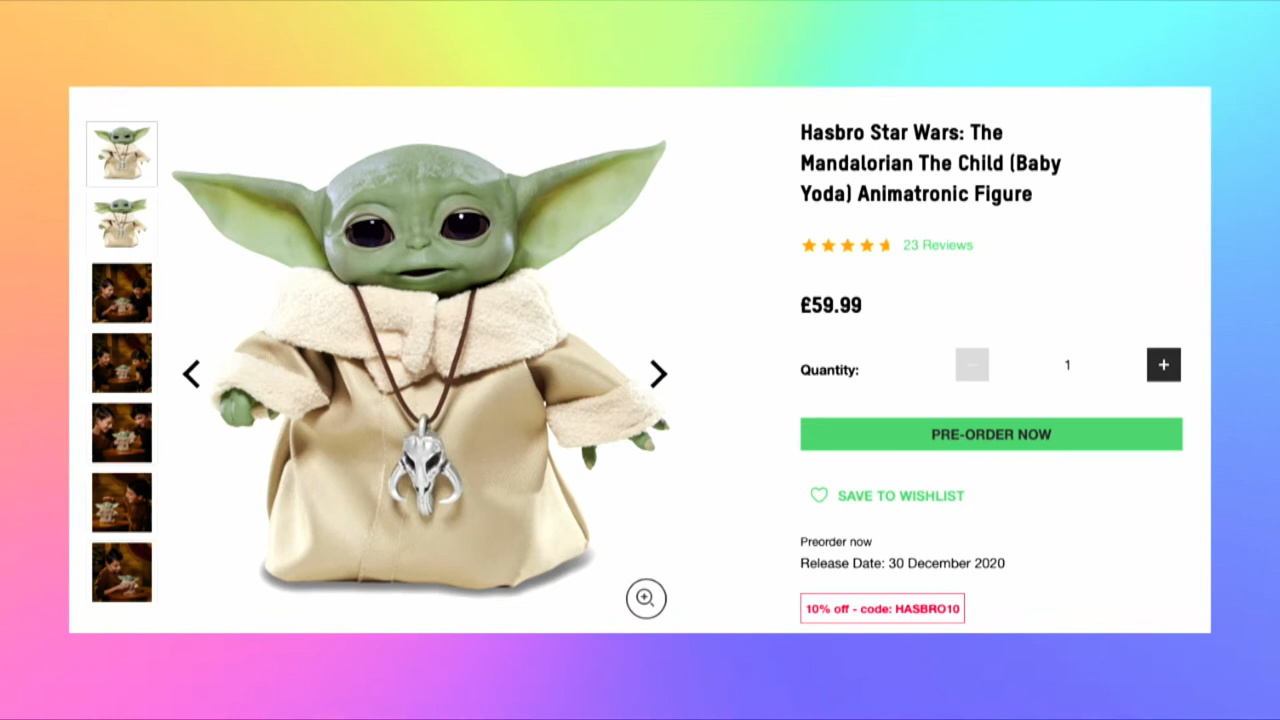 Hasbro Star Wars: The
Mandalorian The Child (Baby
Yoda) Animatronic Figure
23 Reviews
£59.99
Quantity:
1
PRE-ORDER NOW
SAVE TO WISHLIST
Preorder now
Release Date: 30 December 2020
10% off - code: HASBRO10